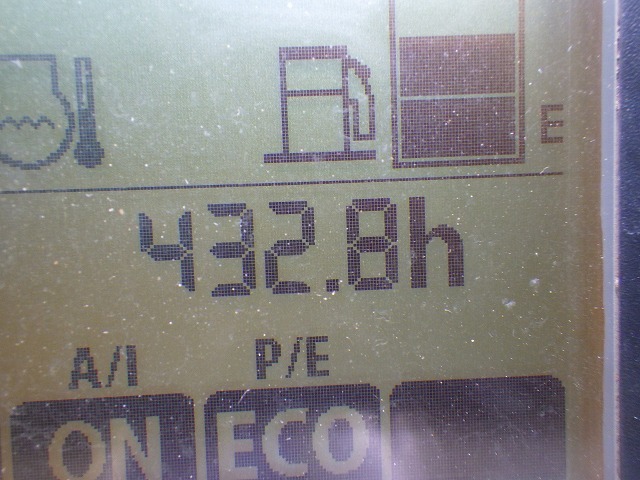 E
432.8h
A/I P/E
ON ECO